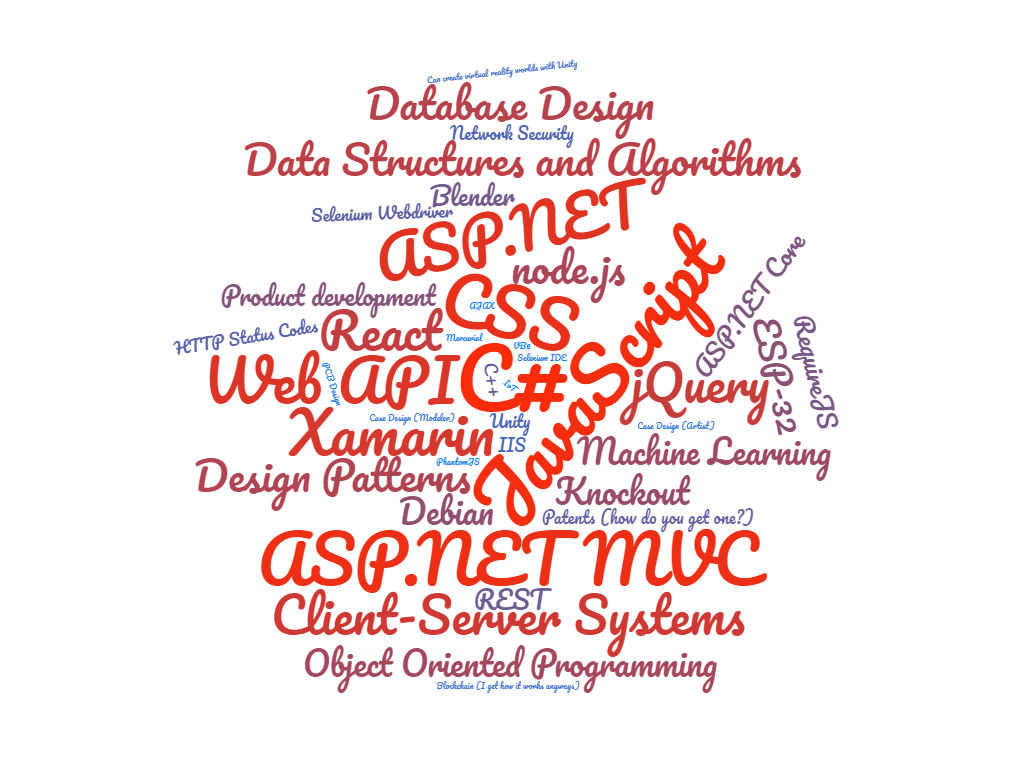 Can create virtual reality worlds with Unity
Database Design
Network Security
Data Structures and Algorithms
Blender
Selenium Webdriver
ASP.NET
node.js
Product development
CSS
AJAX
JavaScript
ASP.NET Core
HTTP Status Codes
React
Mercurial
VB6
Selenium IDE
ESP-32
RequireJS
Web API
PCB Design
C#
C++
IoT
jQuery
Xamarin
Case Design (Modeler)
Unity
Case Design (Artist)
IIS
Machine Learning
PhantomJS
Design Patterns
Knockout
Debian
Patents (how do you get one?)
ASP.NET MVC
REST
Client-Server Systems
Object Oriented Programming
Blockchain (I get how it works anyways)